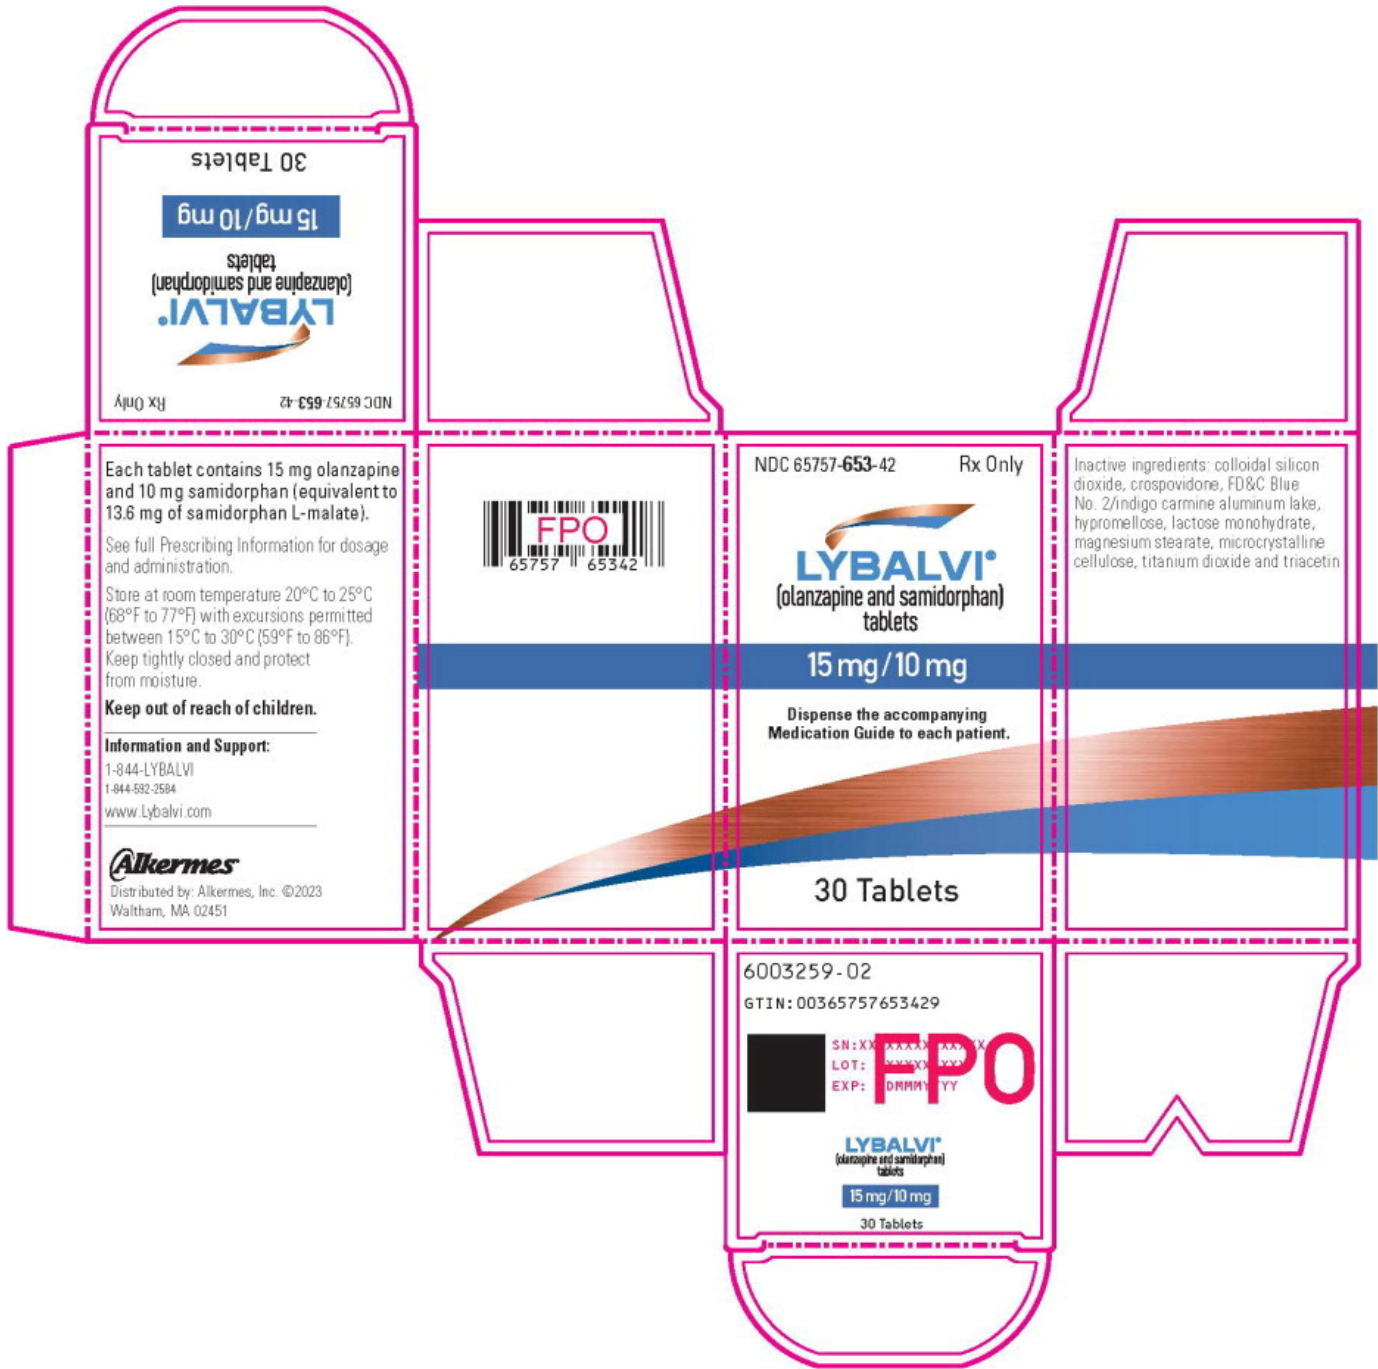 30 Tablets
15 mg/10 mg
tablets
(olanzapine and samidorphan)
LYBALVI®
NDC 65757-653-42 Rx Only
Each tablet contains 15 mg olanzapine
and 10 mg samidorphan (equivalent to
13.6 mg of samidorphan L-malate).
See full Prescribing Information for dosage
and administration.
Store at room temperature 20°C to 25°C
(68°F to 77°F) with excursions permitted
between 15°C to 30°C (59°F to 86°F).
Keep tightly closed and protect
from moisture.
Keep out of reach of children.
Information and Support:
1-844-LYBALVI
1-844-592-2584
www.Lybalvi.com
Alkermes
Distributed by: Alkermes, Inc. ©2023
Waltham, MA 02451
FPO
65757 65342
NDC 65757-653-42 Rx Only
LYBALVI®
(olanzapine and samidorphan)
tablets
15 mg/10 mg
Dispense the accompanying
Medication Guide to each patient.
30 Tablets
Inactive ingredients: colloidal silicon
dioxide, crospovidone, FD&C Blue
No. 2/indigo carmine aluminum lake,
hypromellose, lactose monohydrate,
magnesium stearate, microcrystalline
cellulose, titanium dioxide and triacetin
6003259-02
GTIN:00365757653429
SN:
LOT:
EXP:
FPO
LYBALVI®
(olanzapine and samidorphan)
tablets
15 mg/10 mg
30 Tablets